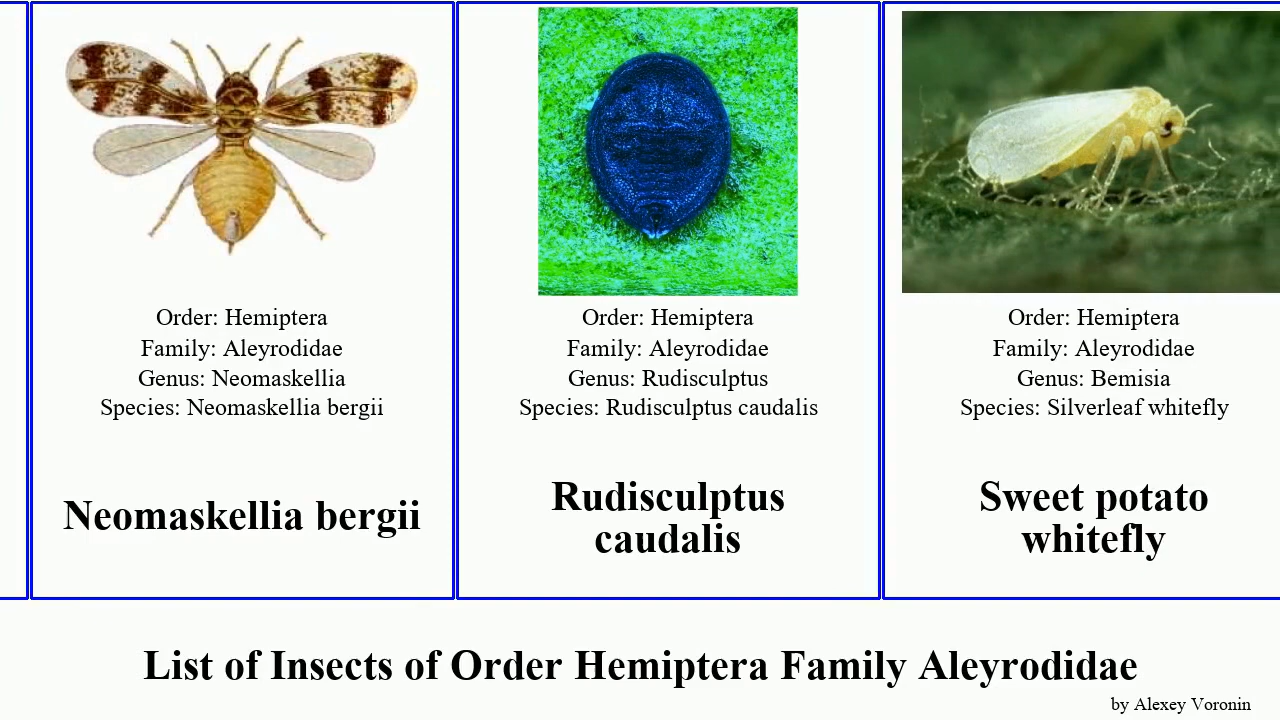 Order: Hemiptera
Family: Aleyrodidae
Genus: Neomaskellia
Species: Neomaskellia bergii
Neomaskellia bergii
Order: Hemiptera
Family: Aleyrodidae
Genus: Rudisculptus
Species: Rudisculptus caudalis
Rudisculptus
caudalis
Order: Hemiptera
Family: Aleyrodidae
Genus: Bemisia
Species: Silverleaf whitefly
Sweet potato
whitefly
List of Insects of Order Hemiptera Family Aleyrodidae
by Alexey Voronin